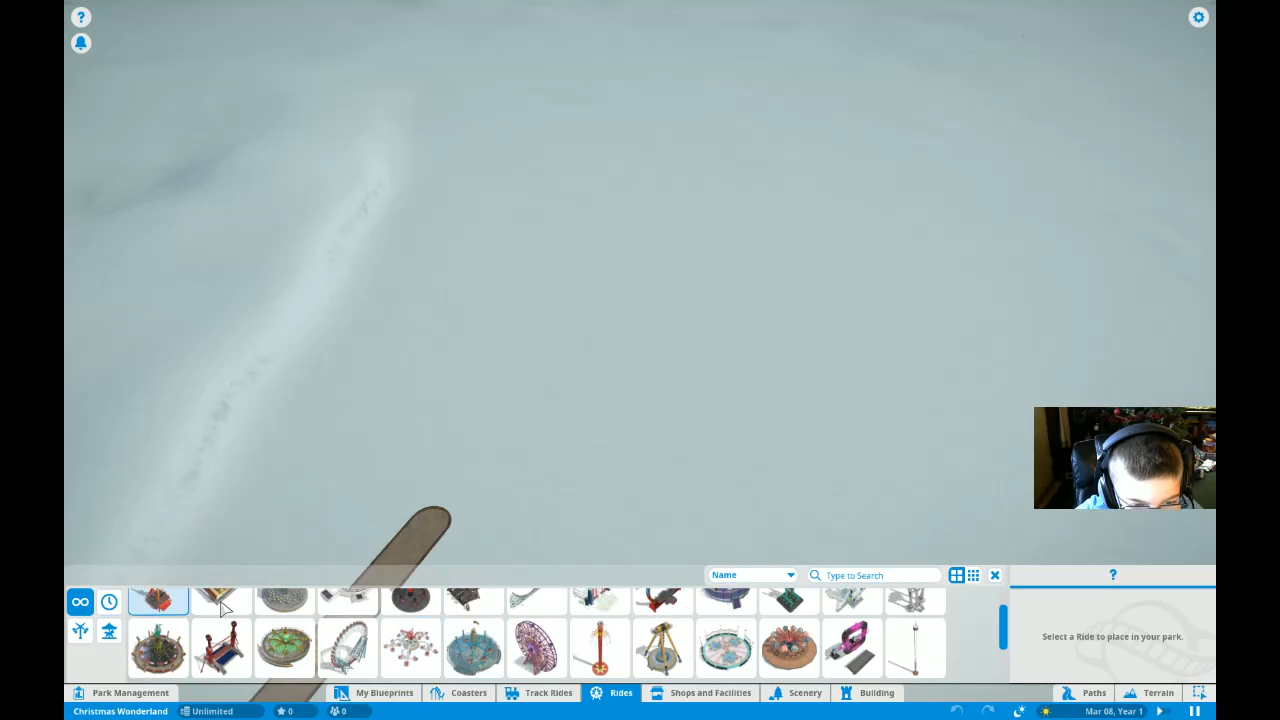 ?
Name
Type to Search
?
Select a Ride to place in your park.
Park Management
My Blueprints
Coasters
Track Rides
Rides
Shops and Facilities
Scenery
Building
Paths
Terrain
Christmas Wonderland
Unlimited
0
0
Mar 08, Year 1